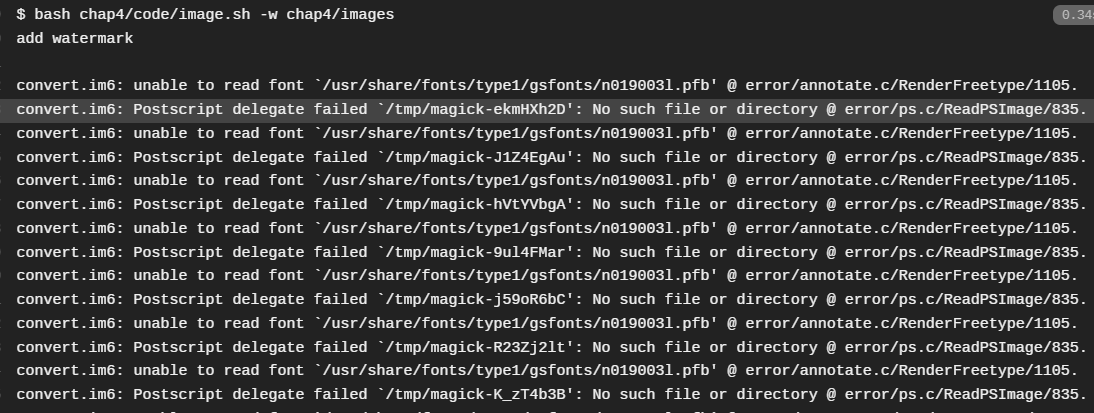 $ bash chap4/code/image.sh -w chap4/images
0.34s
add watermark
convert.im6: unable to read font `/usr/share/fonts/type1/gsfonts/n019003l.pfb' @ error/annotate.c/RenderFreetype/1105.
convert.im6: Postscript delegate failed `/tmp/magick-ekmHXh2D': No such file or directory @ error/ps.c/ReadPSImage/835.
convert.im6: unable to read font `/usr/share/fonts/type1/gsfonts/n019003l.pfb' @ error/annotate.c/RenderFreetype/1105.
convert.im6: Postscript delegate failed `/tmp/magick-J1Z4EgAu': No such file or directory @ error/ps.c/ReadPSImage/835.
convert.im6: unable to read font `/usr/share/fonts/type1/gsfonts/n019003l.pfb' @ error/annotate.c/RenderFreetype/1105.
convert.im6: Postscript delegate failed `/tmp/magick-hVtYVbgA': No such file or directory @ error/ps.c/ReadPSImage/835.
convert.im6: unable to read font `/usr/share/fonts/type1/gsfonts/n019003l.pfb' @ error/annotate.c/RenderFreetype/1105.
convert.im6: Postscript delegate failed `/tmp/magick-9ul4FMar': No such file or directory @ error/ps.c/ReadPSImage/835.
convert.im6: unable to read font `/usr/share/fonts/type1/gsfonts/n019003l.pfb' @ error/annotate.c/RenderFreetype/1105.
convert.im6: Postscript delegate failed `/tmp/magick-j59oR6bC': No such file or directory @ error/ps.c/ReadPSImage/835.
convert.im6: unable to read font `/usr/share/fonts/type1/gsfonts/n019003l.pfb' @ error/annotate.c/RenderFreetype/1105.
convert.im6: Postscript delegate failed `/tmp/magick-R23Zj2lt': No such file or directory @ error/ps.c/ReadPSImage/835.
convert.im6: unable to read font `/usr/share/fonts/type1/gsfonts/n019003l.pfb' @ error/annotate.c/RenderFreetype/1105.
convert.im6: Postscript delegate failed `/tmp/magick-K_zT4b3B': No such file or directory @ error/ps.c/ReadPSImage/835.